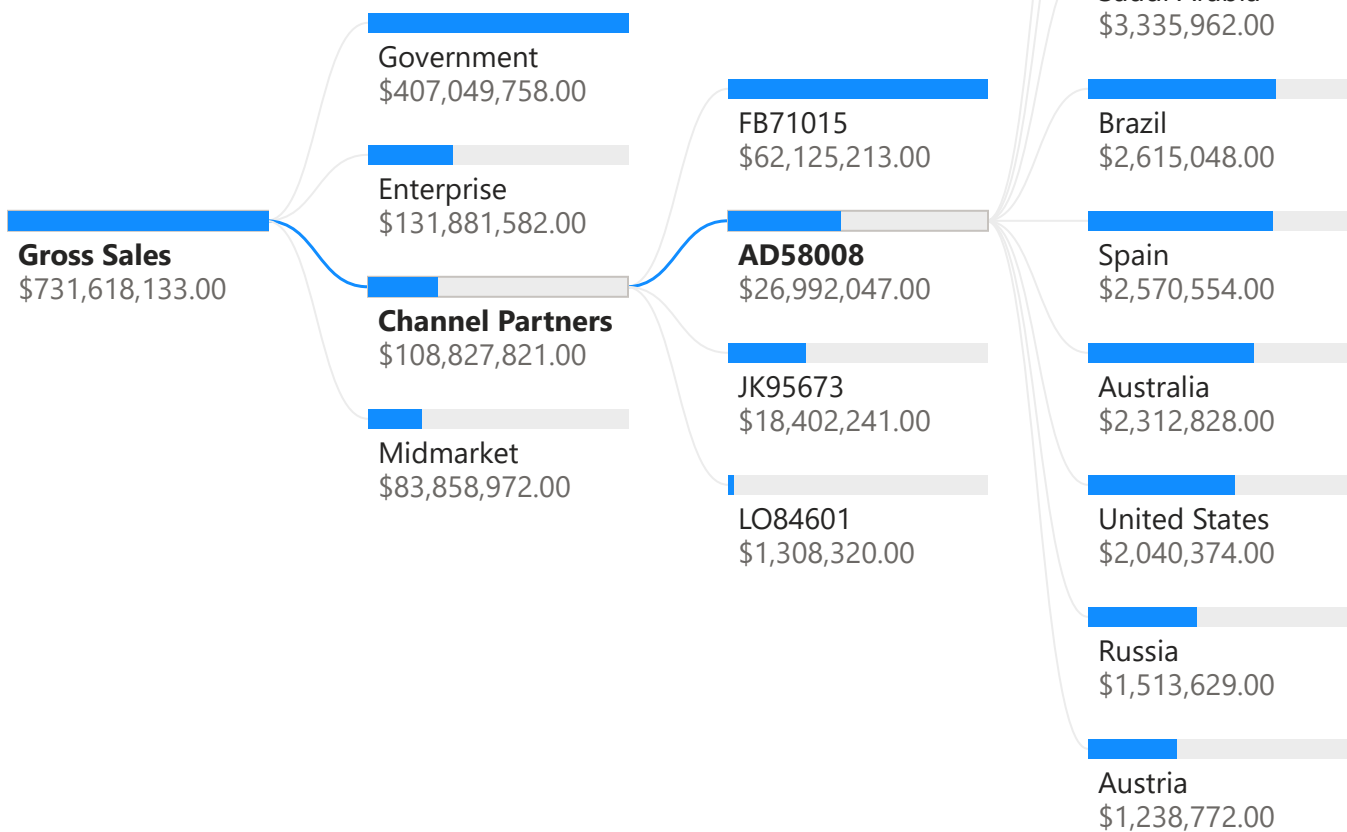 Gross Sales
$731,618,133.00
Government
$407,049,758.00
Enterprise
$131,881,582.00
Channel Partners
$108,827,821.00
Midmarket
$83,858,972.00
FB71015
$62,125,213.00
AD58008
$26,992,047.00
JK95673
$18,402,241.00
LO84601
$1,308,320.00
Saudi Arabia
$3,335,962.00
Brazil
$2,615,048.00
Spain
$2,570,554.00
Australia
$2,312,828.00
United States
$2,040,374.00
Russia
$1,513,629.00
Austria
$1,238,772.00